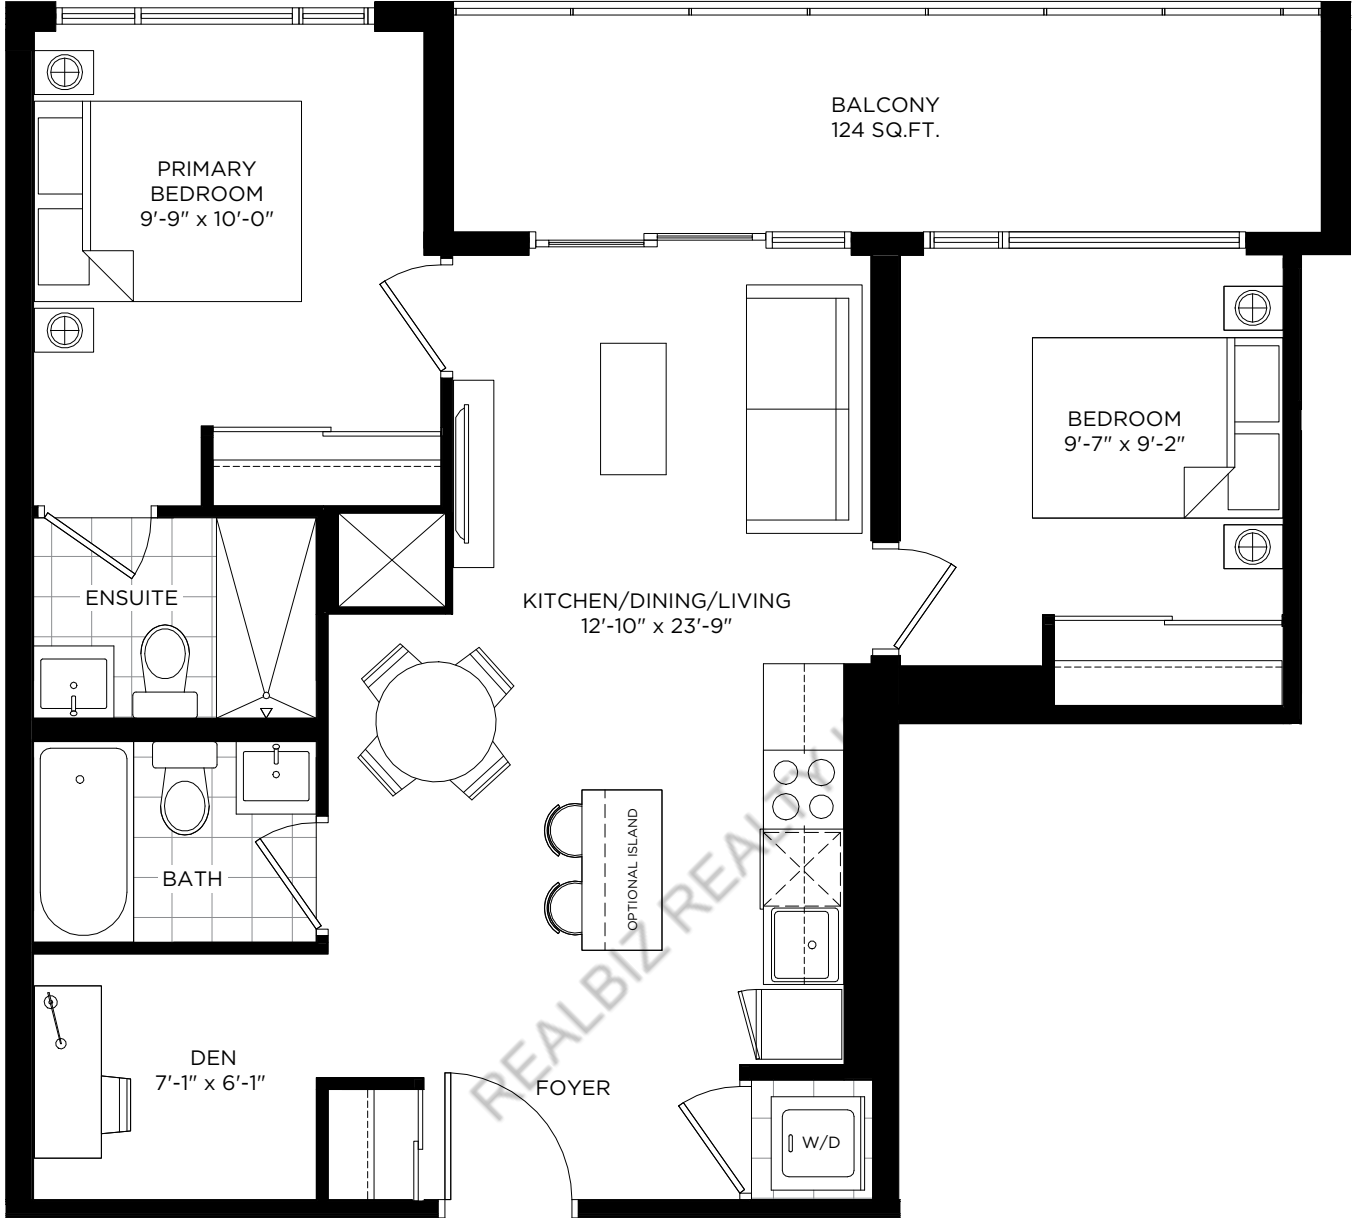 BALCONY
124 SQ.FT.
PRIMARY
BEDROOM
9'-9" x 10'-0"
BEDROOM
9'-7" x 9'-2"
ENSUITE
KITCHEN/DINING/LIVING
12'-10" x 23'-9"
OPTIONAL ISLAND
BATH
DEN
7'-1" x 6'-1"
FOYER
W/D
REALBIZ REALTY